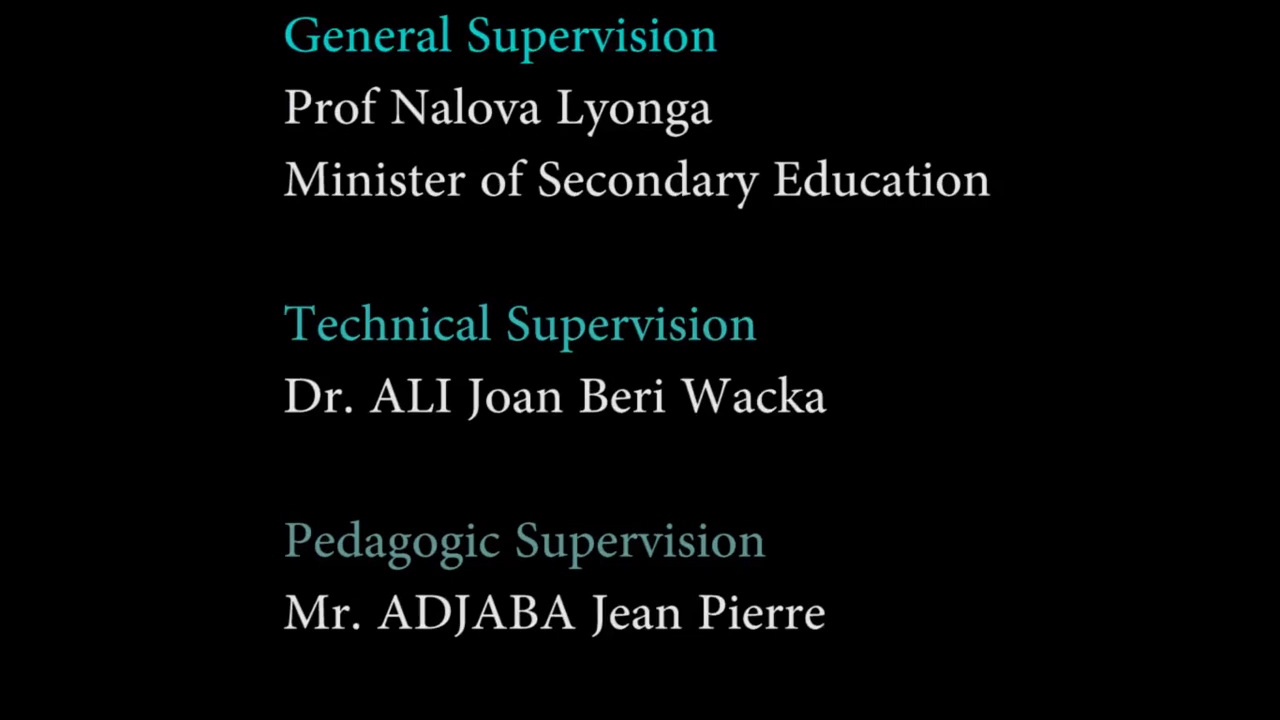 General Supervision
Prof Nalova Lyonga
Minister of Secondary Education
Technical Supervision
Dr. ALI Joan Beri Wacka
Pedagogic Supervision
Mr. ADJABA Jean Pierre